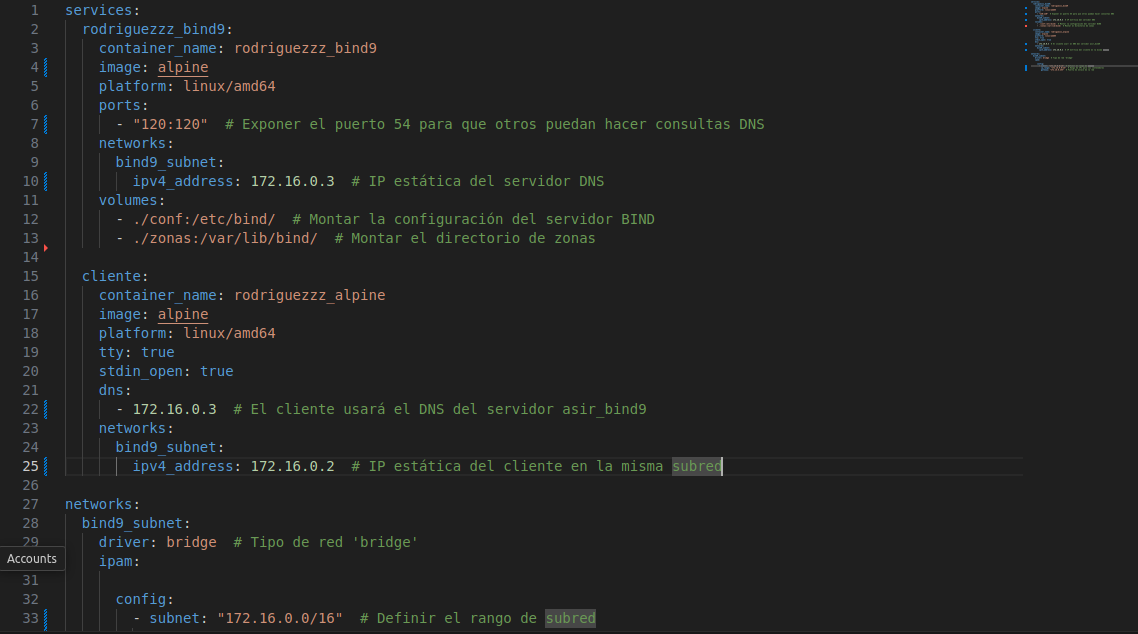 1 services:
2 rodriguezzz_bind9:
3 container_name: rodriguezzz_bind9
4 image: alpine
5 platform: linux/amd64
6 ports:
7 - "120:120"  # Exponer el puerto 54 para que otros puedan hacer consultas DNS
8 networks:
9 bind9_subnet:
10 ipv4_address: 172.16.0.3  # IP estática del servidor DNS
11 volumes:
12 - ./conf:/etc/bind/  # Montar la configuración del servidor BIND
13 - ./zonas:/var/lib/bind/  # Montar el directorio de zonas
14
15 cliente:
16 container_name: rodriguezzz_alpine
17 image: alpine
18 platform: linux/amd64
19 tty: true
20 stdin_open: true
21 dns:
22 - 172.16.0.3  # El cliente usará el DNS del servidor asir_bind9
23 networks:
24 bind9_subnet:
25 ipv4_address: 172.16.0.2  # IP estática del cliente en la misma subred
26
27 networks:
28 bind9_subnet:
29 driver: bridge  # Tipo de red 'bridge'
Accounts
ipam:
31
32 config:
33 - subnet: "172.16.0.0/16"  # Definir el rango de subred